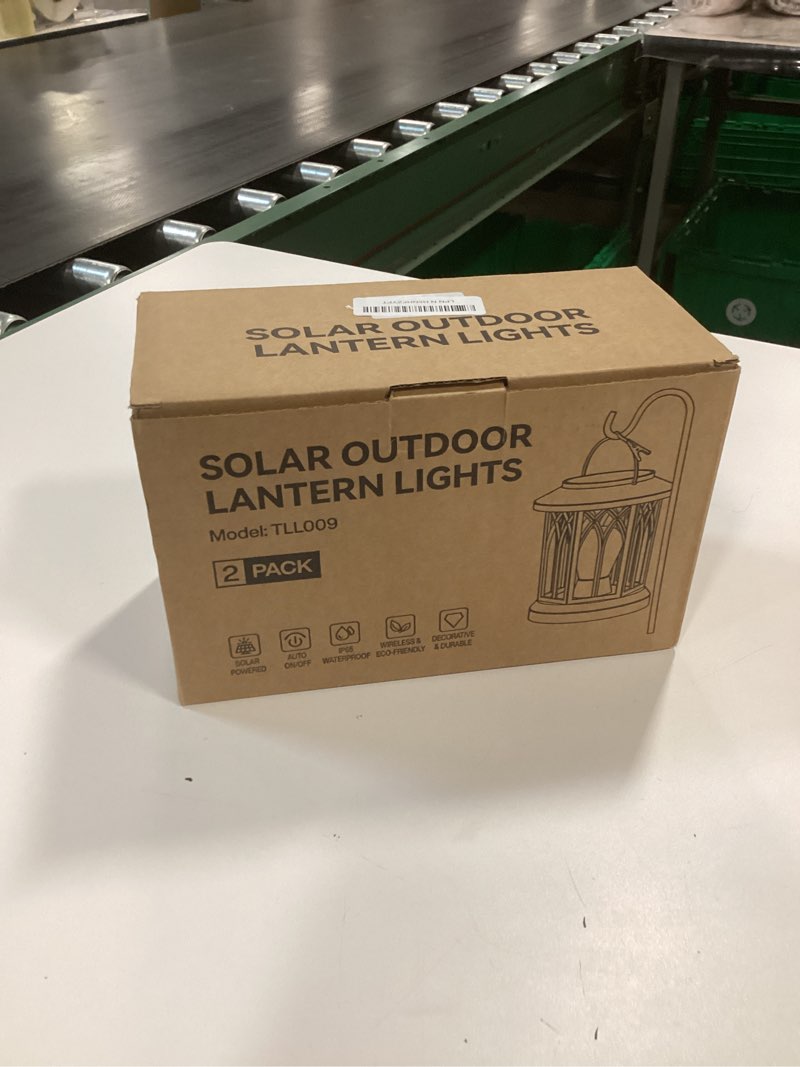 SOLAR OUTDOOR
LANTERN LIGHTS
SOLAR OUTDOOR
LANTERN LIGHTS
Model: TLL009
2 PACK
SOLAR
POWERED
AUTO
ON/OFF
IP65
WATERPROOF
WIRELESS &
ECO-FRIENDLY
DECORATIVE
& DURABLE